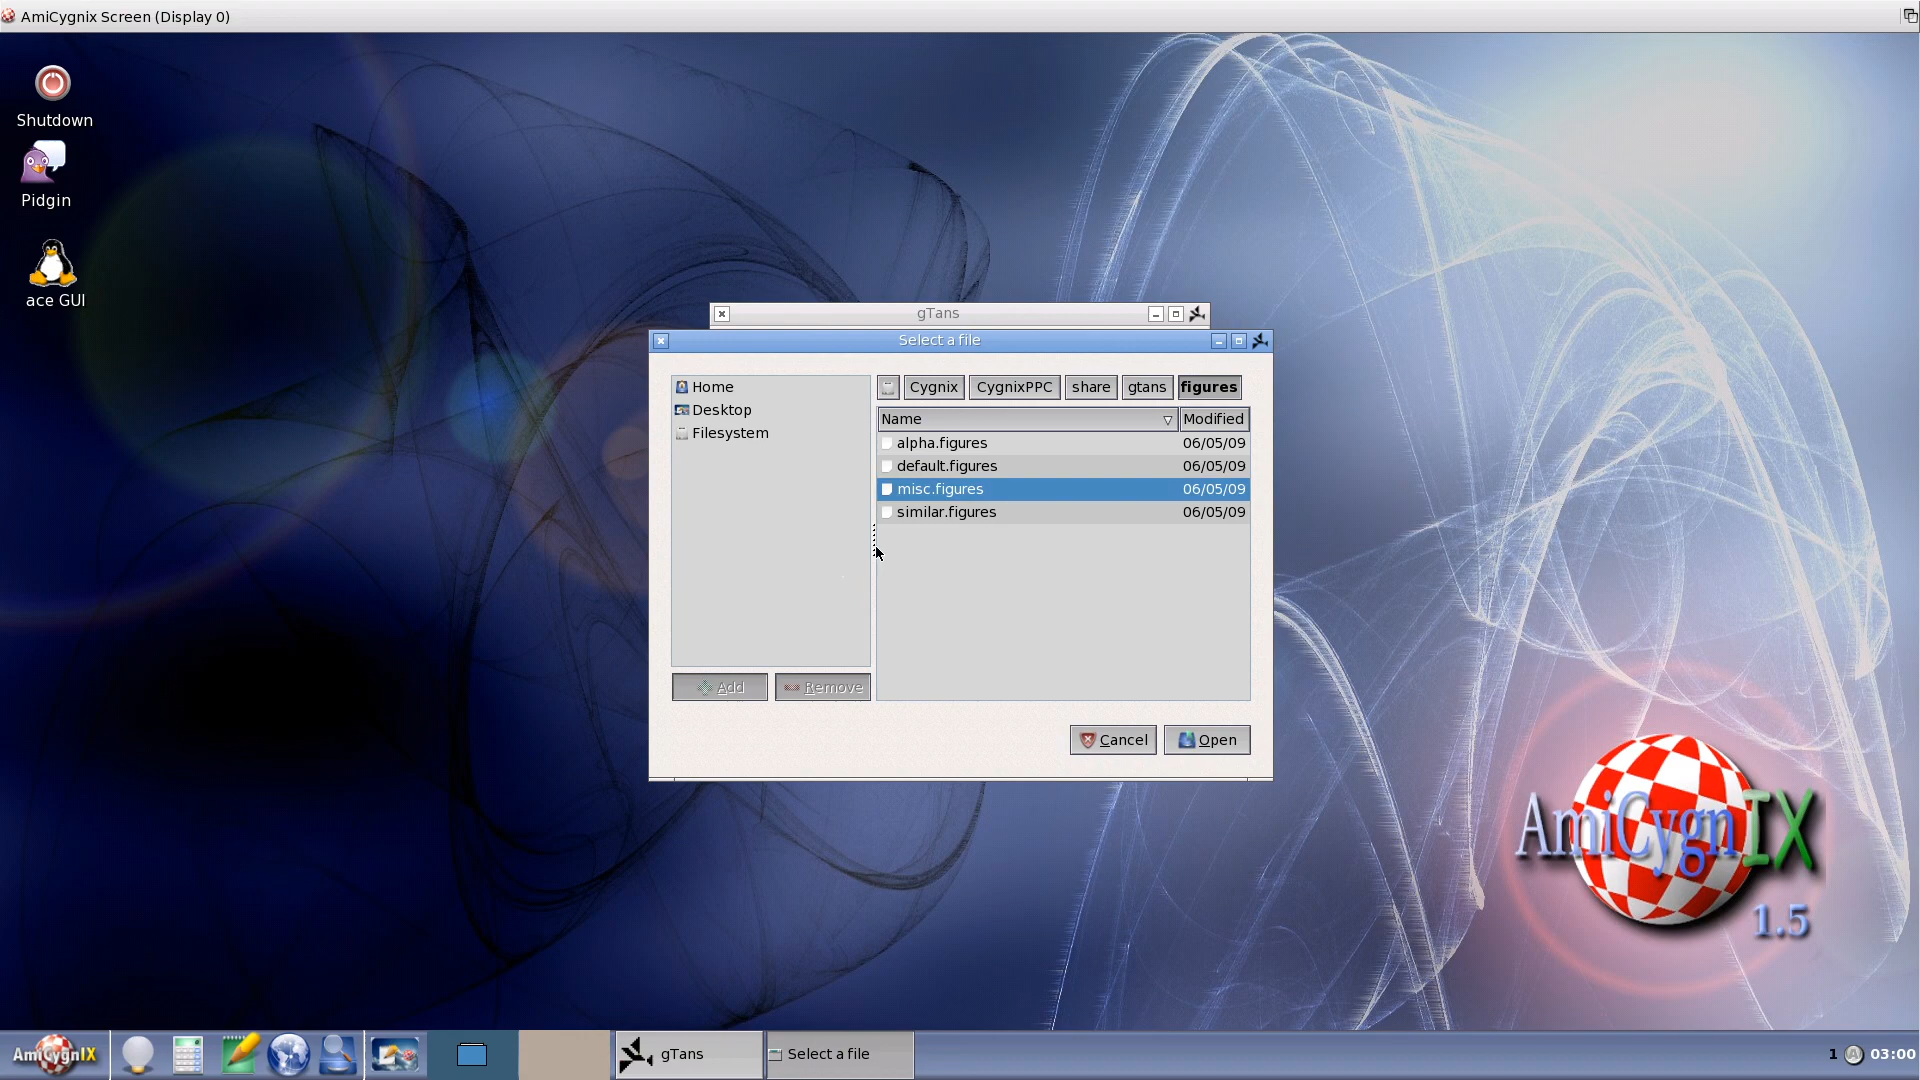 AmiCygnix Screen (Display 0)
Shutdown
Pidgin
ace GUI
gTans
Select a file
Home
Desktop
Filesystem
Cygnix CygnixPPC share gtans figures
Name Modified
alpha.figures 06/05/09
default.figures 06/05/09
misc.figures 06/05/09
similar.figures 06/05/09
Add Remove
Cancel Open
AmiCygnIX
1.5
AmiCygnIX gTans Select a file 1 03:00